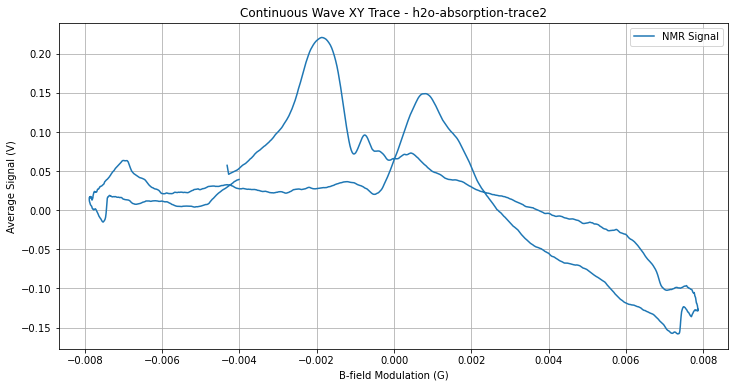 Continuous Wave XY Trace - h2o-absorption-trace2
NMR Signal
Average Signal (V)
0.20
0.15
0.10
0.05
0.00
−0.05
−0.10
−0.15
−0.008 −0.006 −0.004 −0.002 0.000 0.002 0.004 0.006 0.008
B-field Modulation (G)